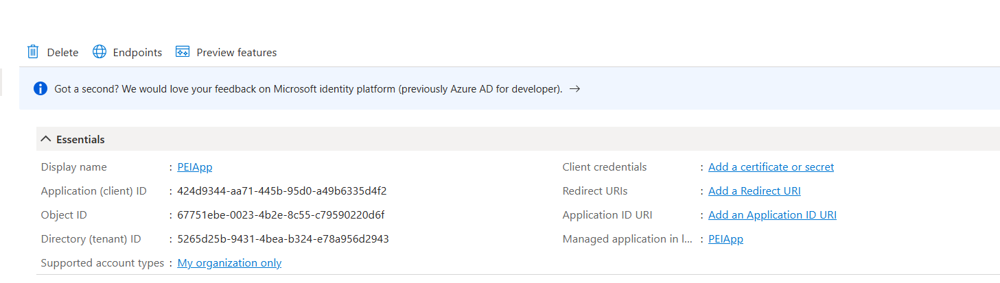 Delete Endpoints Preview features
Got a second? We would love your feedback on Microsoft identity platform (previously Azure AD for developer). →
Essentials
Display name : PEIApp
Application (client) ID : 424d9344-aa71-445b-95d0-a49b6335d4f2
Object ID : 67751ebe-0023-4b2e-8c55-c79590220d6f
Directory (tenant) ID : 5265d25b-9431-4bea-b324-e78a956d2943
Supported account types : My organization only
Client credentials : Add a certificate or secret
Redirect URIs : Add a Redirect URI
Application ID URI : Add an Application ID URI
Managed application in l... : PEIApp